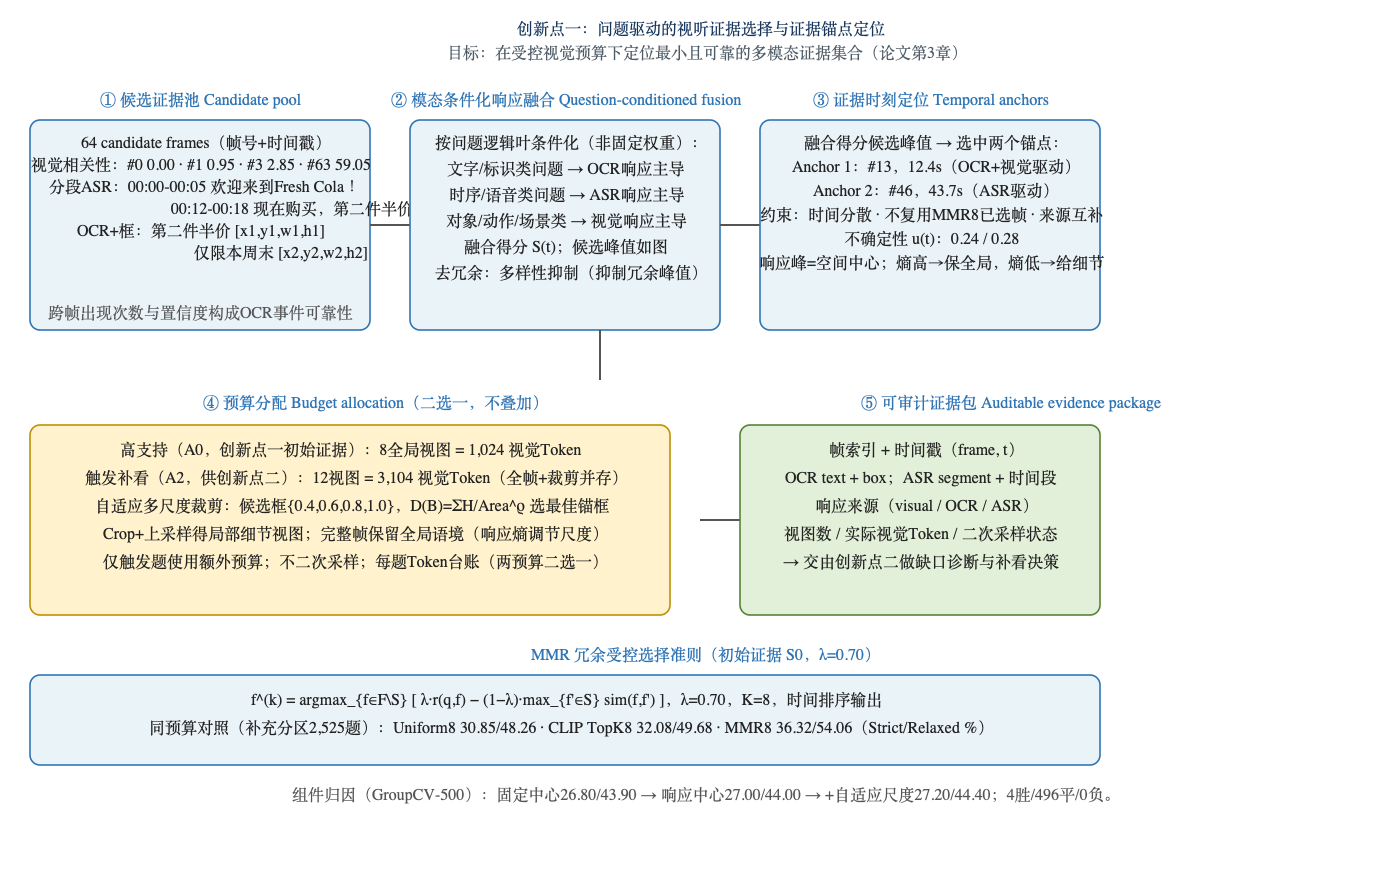 创新点一：问题驱动的视听证据选择与证据锚点定位
目标：在受控视觉预算下定位最小且可靠的多模态证据集合（论文第3章）
① 候选证据池 Candidate pool
64 candidate frames（帧号+时间戳）
视觉相关性：#0 0.00 · #1 0.95 · #3 2.85 · #63 59.05
分段ASR：00:00-00:05 欢迎来到Fresh Cola！
00:12-00:18 现在购买，第二件半价
OCR+框：第二件半价 [x1,y1,w1,h1]
仅限本周末 [x2,y2,w2,h2]
跨帧出现次数与置信度构成OCR事件可靠性
② 模态条件化响应融合 Question-conditioned fusion
按问题逻辑叶条件化（非固定权重）：
文字/标识类问题 → OCR响应主导
时序/语音类问题 → ASR响应主导
对象/动作/场景类 → 视觉响应主导
融合得分 S(t)；候选峰值如图
去冗余：多样性抑制（抑制冗余峰值）
③ 证据时刻定位 Temporal anchors
融合得分候选峰值 → 选中两个锚点：
Anchor 1：#13，12.4s（OCR+视觉驱动）
Anchor 2：#46，43.7s（ASR驱动）
约束：时间分散 · 不复用MMR8已选帧 · 来源互补
不确定性 u(t)：0.24 / 0.28
响应峰=空间中心；熵高→保全局，熵低→给细节
④ 预算分配 Budget allocation（二选一，不叠加）
高支持（A0，创新点一初始证据）：8全局视图 = 1,024 视觉Token
触发补看（A2，供创新点二）：12视图 = 3,104 视觉Token（全帧+裁剪并存）
自适应多尺度裁剪：候选框{0.4,0.6,0.8,1.0}，D(B)=ΣH/Area^ϱ 选最佳锚框
Crop+上采样得局部细节视图；完整帧保留全局语境（响应熵调节尺度）
仅触发题使用额外预算；不二次采样；每题Token台账（两预算二选一）
⑤ 可审计证据包 Auditable evidence package
帧索引 + 时间戳（frame, t）
OCR text + box；ASR segment + 时间段
响应来源（visual / OCR / ASR）
视图数 / 实际视觉Token / 二次采样状态
→ 交由创新点二做缺口诊断与补看决策
MMR 冗余受控选择准则（初始证据 S0，λ=0.70）
f^(k) = argmax_{f∈F\S} [ λ·r(q,f) − (1−λ)·max_{f'∈S} sim(f,f') ]，λ=0.70，K=8，时间排序输出
同预算对照（补充分区2,525题）：Uniform8 30.85/48.26 · CLIP TopK8 32.08/49.68 · MMR8 36.32/54.06（Strict/Relaxed %）
组件归因（GroupCV-500）：固定中心26.80/43.90 → 响应中心27.00/44.00 → +自适应尺度27.20/44.40；4胜/496平/0负。